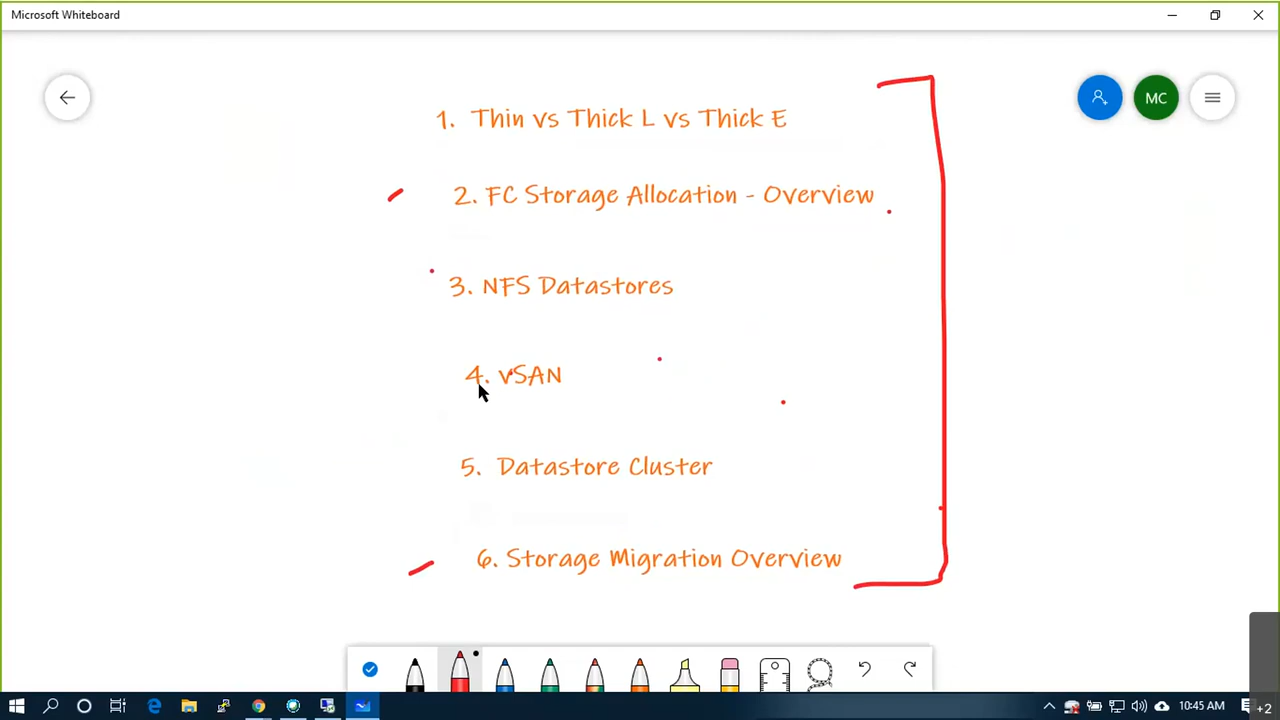 Microsoft Whiteboard
MC
1. Thin vs Thick L vs Thick E
2. FC Storage Allocation - Overview
3. NFS Datastores
4. vSAN
5. Datastore Cluster
6. Storage Migration Overview
10:45 AM
+2